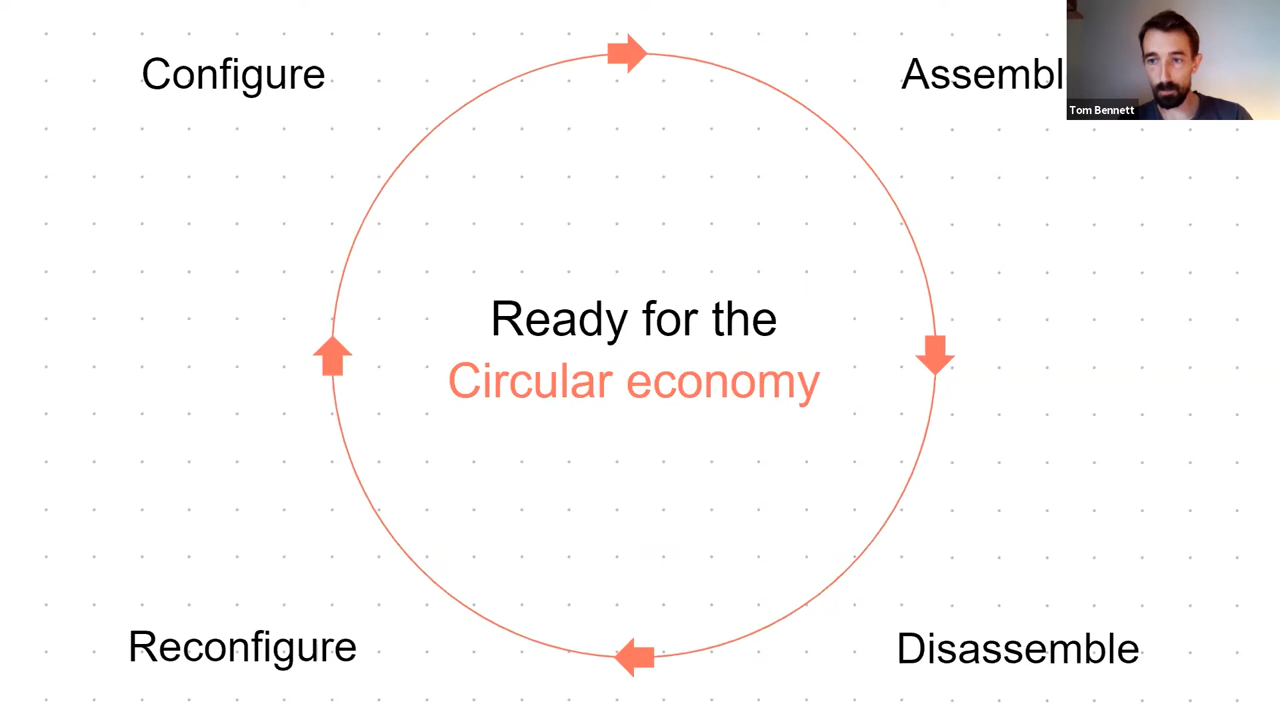 Configure
Assembl
Tom Bennett
Ready for the
Circular economy
Reconfigure
Disassemble